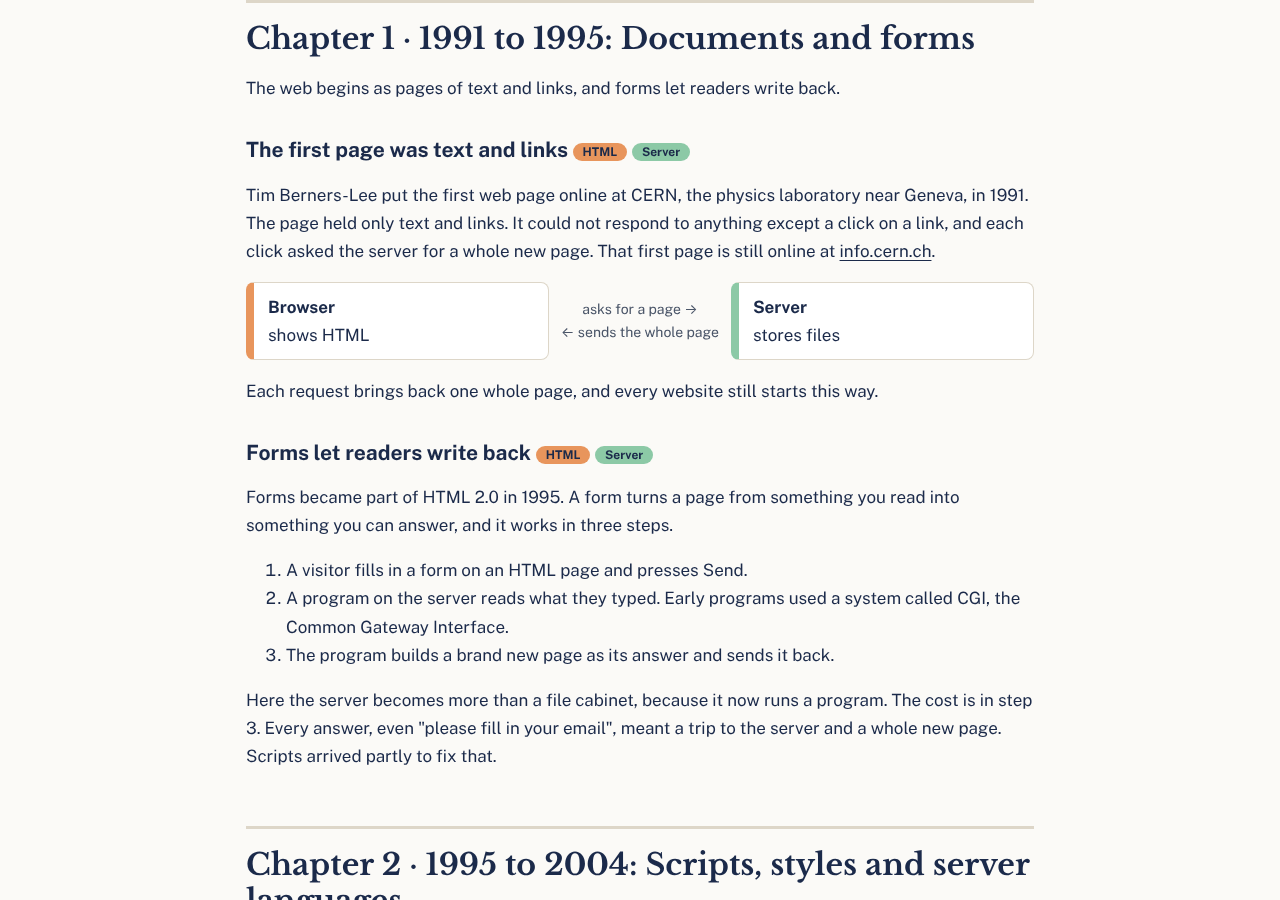 Chapter 1 · 1991 to 1995: Documents and forms
The web begins as pages of text and links, and forms let readers write back.
The first page was text and links HTML Server
Tim Berners-Lee put the first web page online at CERN, the physics laboratory near Geneva, in 1991.
The page held only text and links. It could not respond to anything except a click on a link, and each
click asked the server for a whole new page. That first page is still online at info.cern.ch.
Browser
shows HTML
asks for a page →
← sends the whole page
Server
stores files
Each request brings back one whole page, and every website still starts this way.
Forms let readers write back HTML Server
Forms became part of HTML 2.0 in 1995. A form turns a page from something you read into
something you can answer, and it works in three steps.
1. A visitor fills in a form on an HTML page and presses Send.
2. A program on the server reads what they typed. Early programs used a system called CGI, the
Common Gateway Interface.
3. The program builds a brand new page as its answer and sends it back.
Here the server becomes more than a file cabinet, because it now runs a program. The cost is in step
3. Every answer, even "please fill in your email", meant a trip to the server and a whole new page.
Scripts arrived partly to fix that.
Chapter 2 · 1995 to 2004: Scripts, styles and server
languages